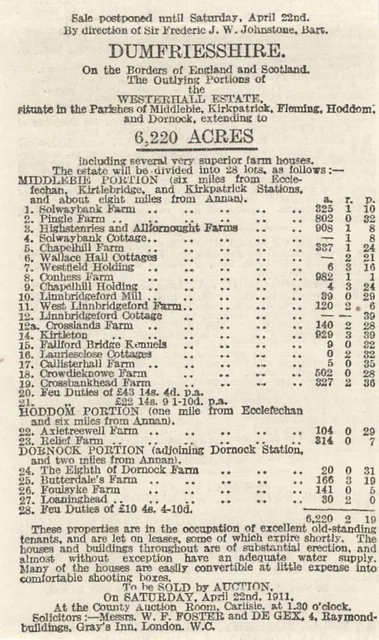 Sale postponed until Saturday, April 22nd.
By direction of Sir Frederic J. W. Johnstone, Bart.
DUMFRIESSHIRE.
On the Borders of England and Scotland.
The Outlying Portions of
the
WESTERHALL ESTATE,
situate in the Parishes of Middlebie, Kirkpatrick, Fleming, Hoddom,
and Dornock, extending to
6,220 ACRES
including several very superior farm houses.
The estate will be divided into 28 lots, as follows:—
MIDDLEBIE PORTION (six miles from Eccle-
fechan, Kirtlebridge, and Kirkpatrick Stations,
and about eight miles from Annan). a. r. p.
1. Solwaybank Farm .. .. .. .. .. 325 1 10
2. Pingle Farm .. .. .. .. .. 802 0 32
3. Highstenries and Allfornought Farms .. .. 908 1 8
4. Solwaybank Cottage.. .. .. .. .. — 1 8
5. Chapelhill Farm .. .. .. .. .. 337 1 24
6. Wallace Hall Cottages .. .. .. .. — 2 21
7. Westfield Holding .. .. .. .. .. 6 3 16
8. Conhess Farm .. .. .. .. .. 982 1 1
9. Chapelhill Holding .. .. .. .. .. 4 3 24
10. Linnbridgeford Mill .. .. .. .. 39 0 29
11. West Linnbridgeford Farm.. .. .. .. 120 2 6
12. Linnbridgeford Cottage .. .. .. .. — — 39
12a. Crosslands Farm .. .. .. .. .. 140 2 28
14. Kirtleton .. .. .. .. .. 929 3 39
15. Fallford Bridge Kennels .. .. .. .. 9 0 32
16. Lauriesclose Cottages .. .. .. .. 0 2 32
17. Callisterhall Farm .. .. .. .. .. 5 0 35
18. Crowdieknowe Farm .. .. .. .. 502 0 28
19. Crossbankhead Farm .. .. .. .. 327 2 36
20. Feu Duties of £43 14s. 4d. p.a.
21. ,, £22 14s. 9 1-10d. p.a.
HODDOM PORTION (one mile from Ecclefechan
and six miles from Annan).
22. Axletreewell Farm .. .. .. .. .. 104 0 29
23. Relief Farm .. .. .. .. .. 314 0 7
DORNOCK PORTION (adjoining Dornock Station,
and two miles from Annan).
24. The Eighth of Dornock Farm .. .. .. 20 0 31
25. Butterdale's Farm .. .. .. .. .. 166 3 19
26. Foulsyke Farm .. .. .. .. .. 141 0 5
27. Loaninghead .. .. .. .. .. 30 2 0
28. Feu Duties of £10 4s. 4-10d.
6,220 2 19
These properties are in the occupation of excellent old-standing
tenants, and are let on leases, some of which expire shortly. The
houses and buildings throughout are of substantial erection, and
almost without exception have an adequate water supply.
Many of the houses are easily convertible at little expense into
comfortable shooting boxes.
To be SOLD by AUCTION,
On SATURDAY, April 22nd, 1911,
At the County Auction Room, Carlisle, at 1.30 o'clock.
Solicitors:—Messrs. W. F. FOSTER and DE GEX, 4, Raymond-
buildings, Gray's Inn, London, W.C.